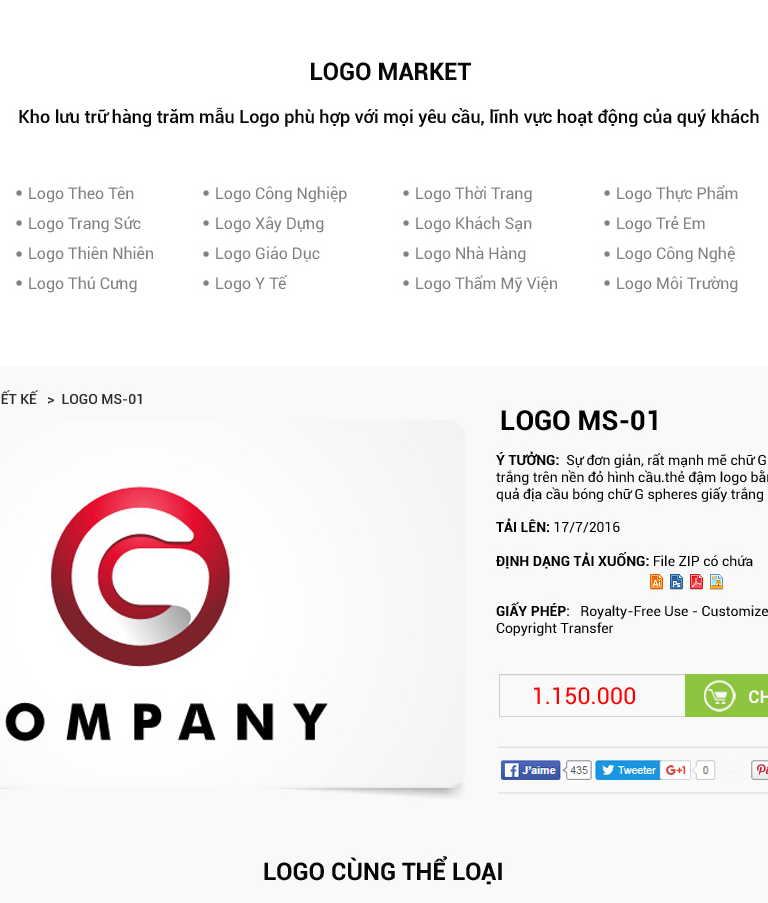 LOGO MARKET
Kho lưu trữ hàng trăm mẫu Logo phù hợp với mọi yêu cầu, lĩnh vực hoạt động của quý khách
Logo Theo Tên
Logo Trang Sức
Logo Thiên Nhiên
Logo Thú Cưng
Logo Công Nghiệp
Logo Xây Dựng
Logo Giáo Dục
Logo Y Tế
Logo Thời Trang
Logo Khách Sạn
Logo Nhà Hàng
Logo Thẩm Mỹ Viện
Logo Thực Phẩm
Logo Trẻ Em
Logo Công Nghệ
Logo Môi Trường
ẾT KẾ > LOGO MS-01
OMPANY
LOGO MS-01
Ý TƯỞNG: Sự đơn giản, rất mạnh mẽ chữ G
trắng trên nền đỏ hình cầu.thẻ đậm logo bằn
quả địa cầu bóng chữ G spheres giấy trắng
TẢI LÊN: 17/7/2016
ĐỊNH DẠNG TẢI XUỐNG: File ZIP có chứa
Ai Ps
GIẤY PHÉP: Royalty-Free Use - Customize
Copyright Transfer
1.150.000 CH
J'aime 435 Tweeter G+1 0 Pi
LOGO CÙNG THỂ LOẠI